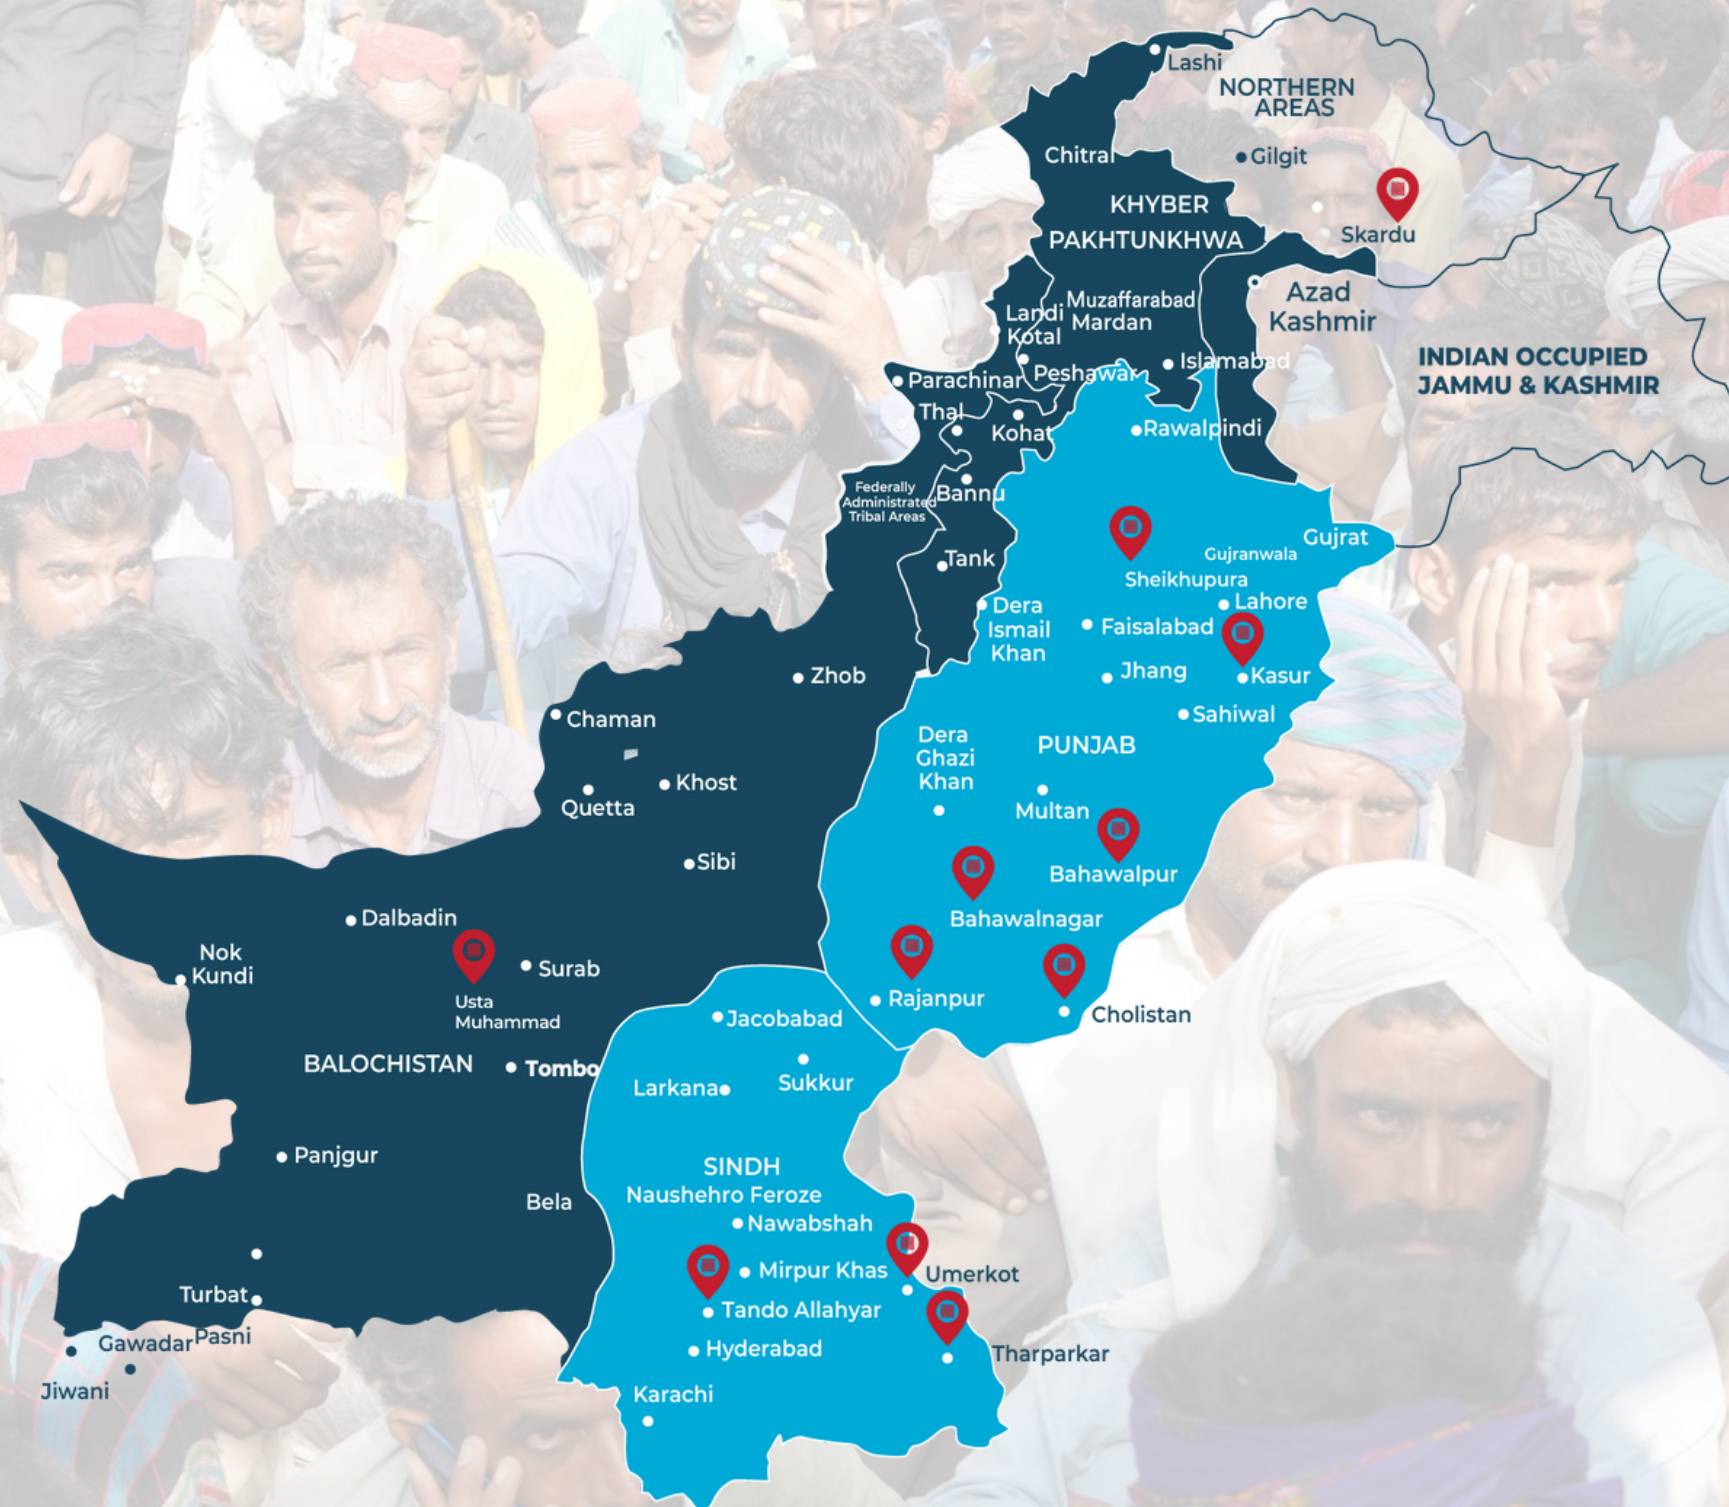 Lashi
NORTHERN
AREAS
Chitral
Gilgit
KHYBER
PAKHTUNKHWA
Skardu
Azad
Kashmir
Muzaffarabad
Landi
Kotal
Mardan
INDIAN OCCUPIED
JAMMU & KASHMIR
Islamabad
Peshawar
Parachinar
Thal
Kohat
Rawalpindi
Federally
Administrated
Tribal Areas
Bannu
Gujrat
Gujranwala
Tank
Sheikhupura
Lahore
Dera
Ismail
Khan
Faisalabad
Jhang
Kasur
Zhob
Chaman
Sahiwal
Dera
Ghazi
Khan
PUNJAB
Khost
Quetta
Multan
Sibi
Bahawalpur
Dalbadin
Bahawalnagar
Nok
Kundi
Surab
Usta
Muhammad
Rajanpur
Cholistan
Jacobabad
BALOCHISTAN
Tombo
Larkana
Sukkur
Panjgur
SINDH
Bela
Naushehro Feroze
Nawabshah
Mirpur Khas
Umerkot
Turbat
Tando Allahyar
Gawadar
Pasni
Hyderabad
Tharparkar
Jiwani
Karachi